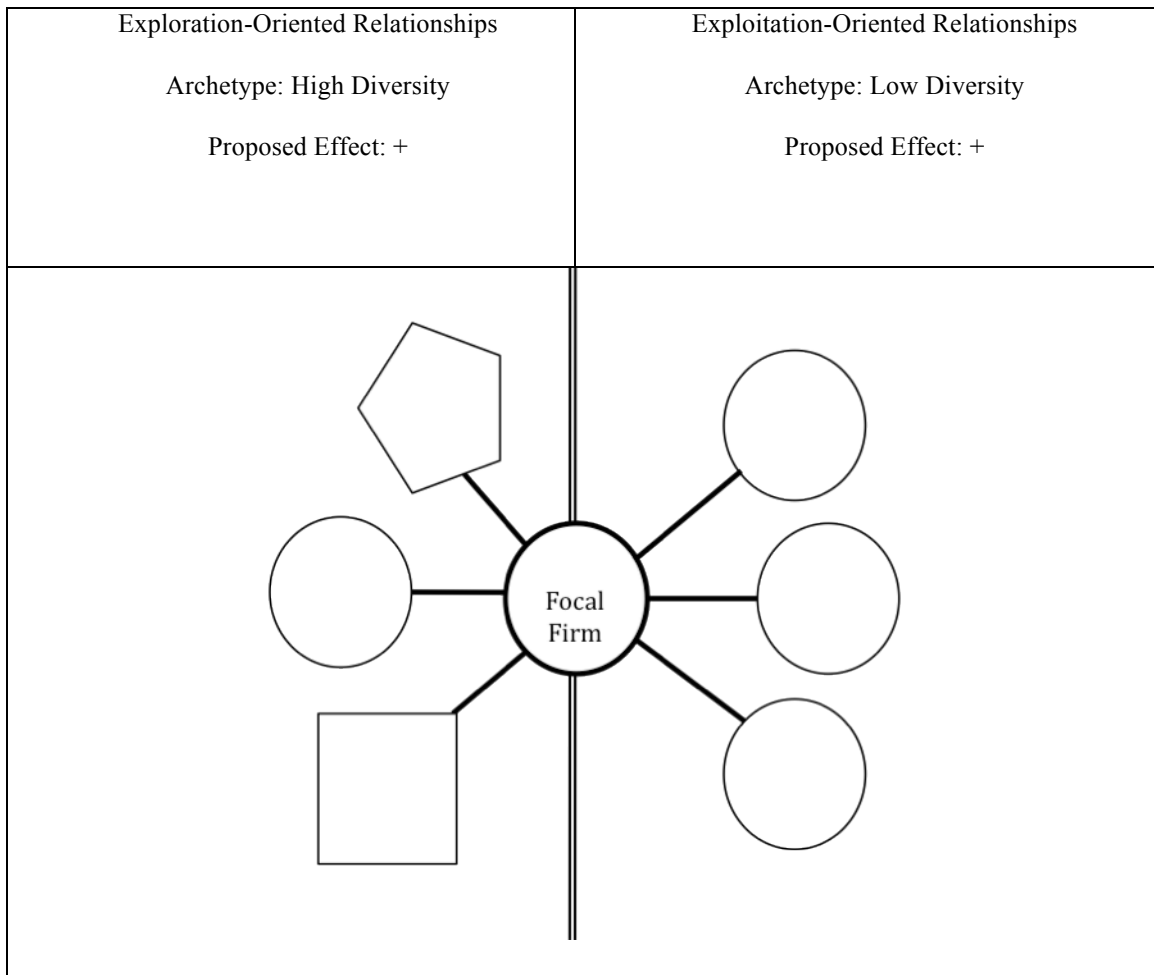 Exploration-Oriented Relationships
Archetype: High Diversity
Proposed Effect: +
Exploitation-Oriented Relationships
Archetype: Low Diversity
Proposed Effect: +
Focal
Firm